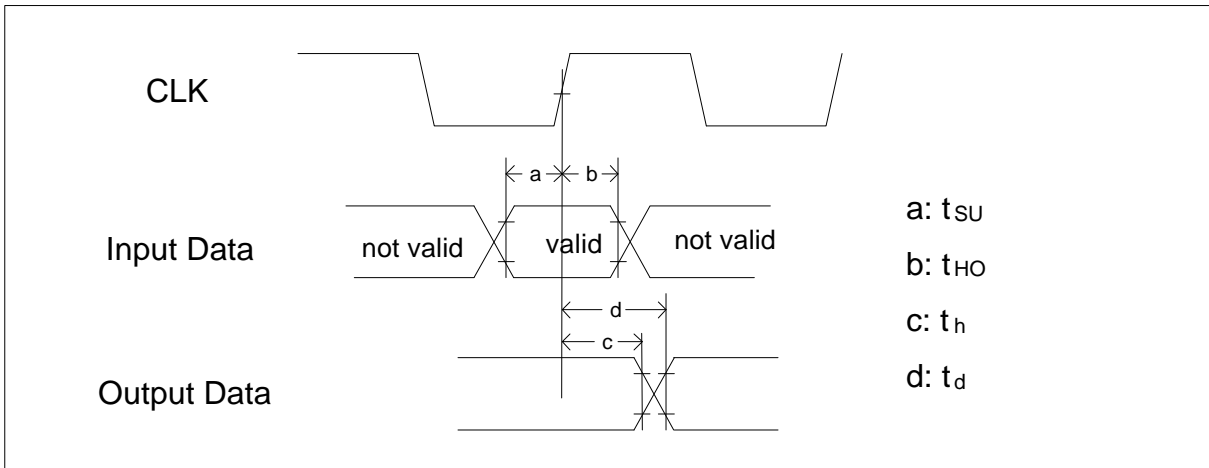 CLK
a
b
Input Data
not valid
valid
not valid
d
c
Output Data
a: tSU
b: tHO
c: th
d: td